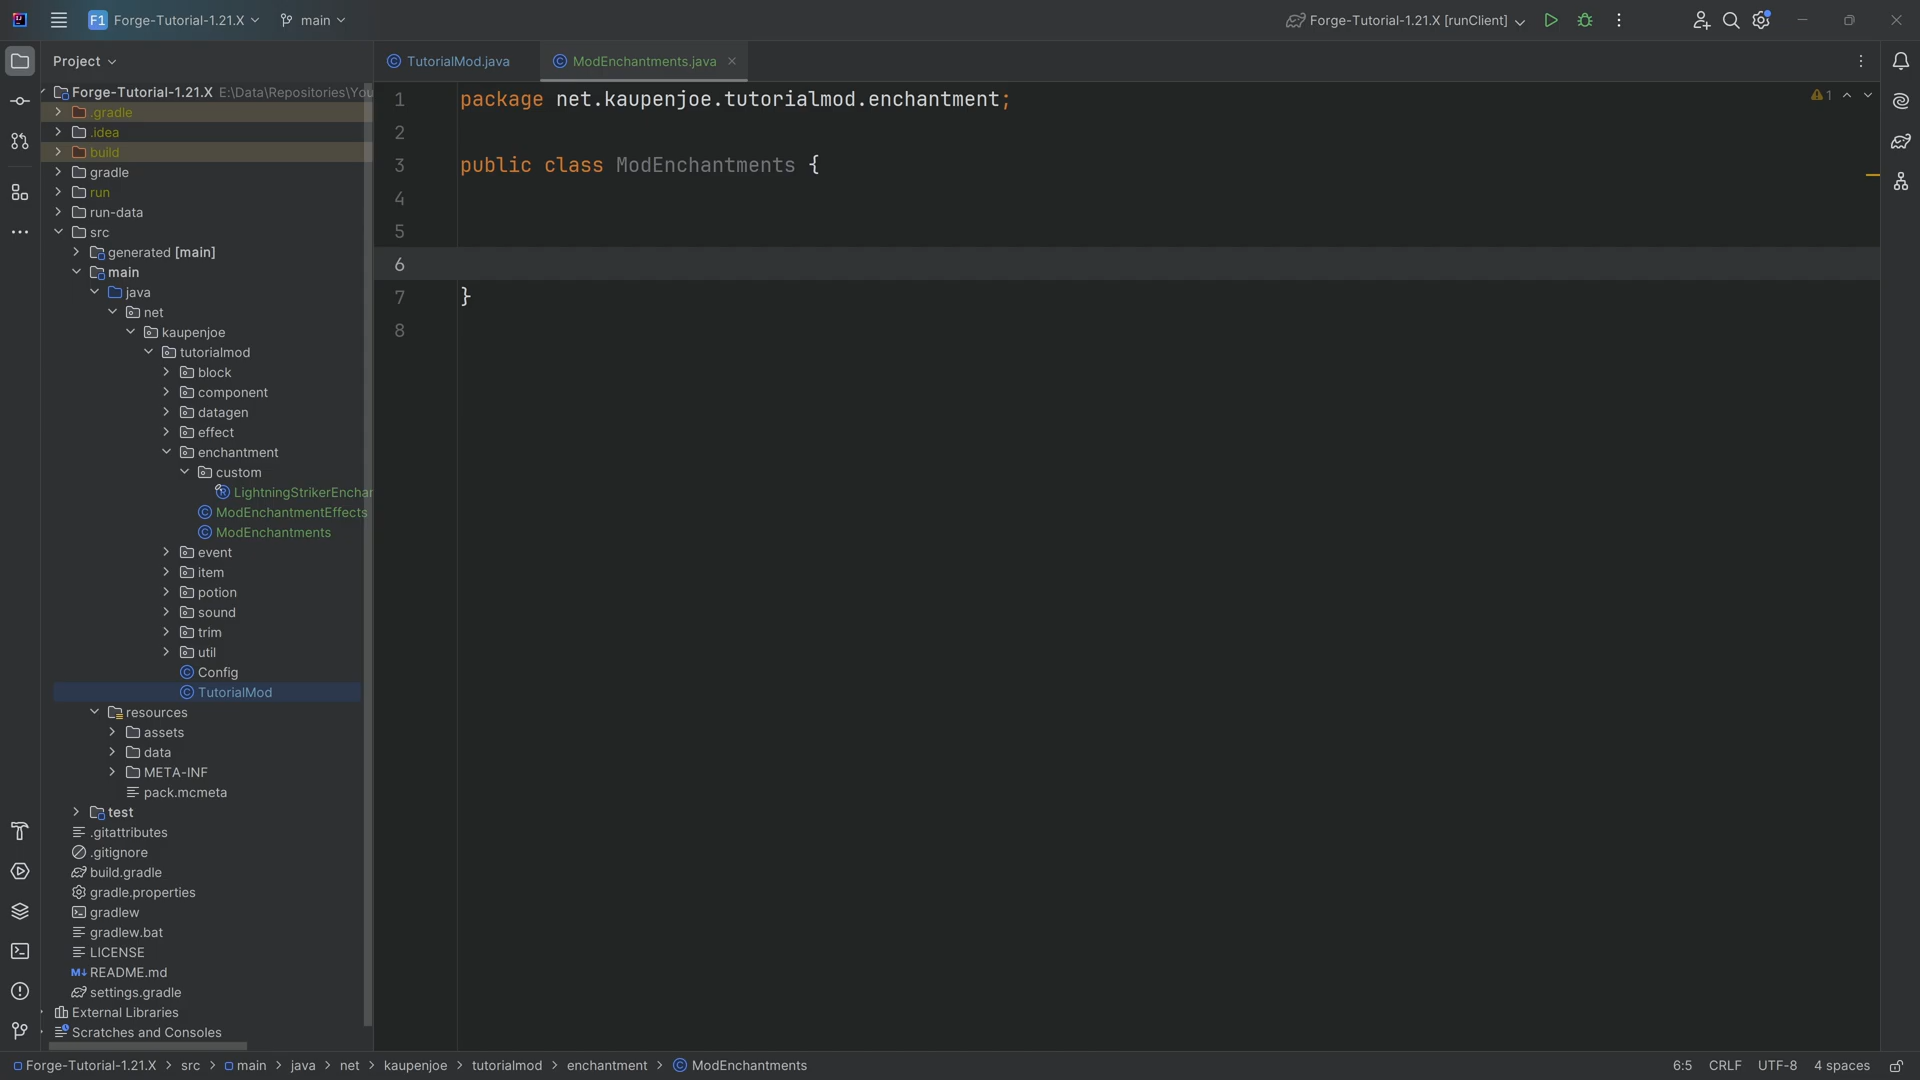 F1 Forge-Tutorial-1.21.X main Forge-Tutorial-1.21.X [runClient]
Project
TutorialMod.java ModEnchantments.java
Forge-Tutorial-1.21.X E:\Data\Repositories\You
.gradle
.idea
build
gradle
run
run-data
src
generated [main]
main
java
net
kaupenjoe
tutorialmod
block
component
datagen
effect
enchantment
custom
LightningStrikerEnchan
ModEnchantmentEffects
ModEnchantments
event
item
potion
sound
trim
util
Config
TutorialMod
resources
assets
data
META-INF
pack.mcmeta
test
.gitattributes
.gitignore
build.gradle
gradle.properties
gradlew
gradlew.bat
LICENSE
README.md
settings.gradle
External Libraries
Scratches and Consoles
1 package net.kaupenjoe.tutorialmod.enchantment;
2
3 public class ModEnchantments {
4
5
6
7 }
8
1
Forge-Tutorial-1.21.X > src > main > java > net > kaupenjoe > tutorialmod > enchantment > ModEnchantments
6:5 CRLF UTF-8 4 spaces